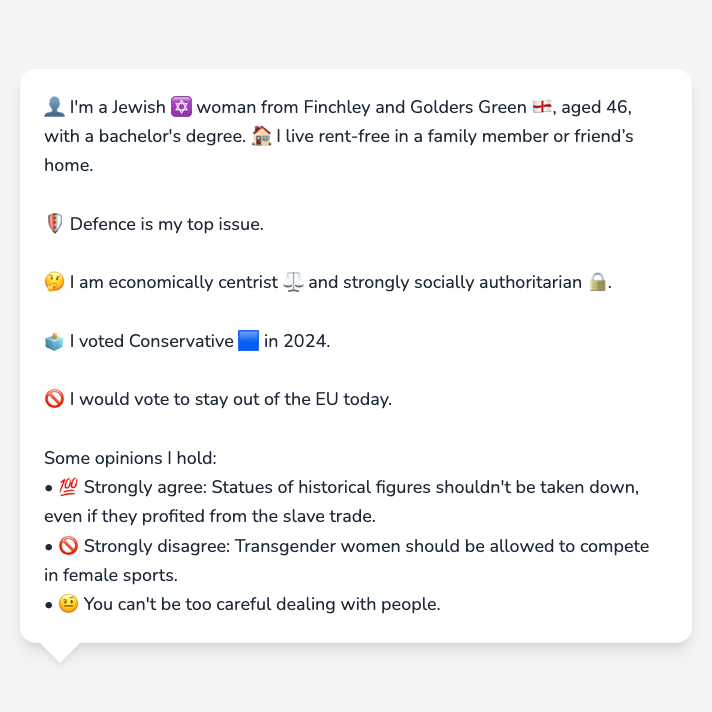 👤 I'm a Jewish ✡️ woman from Finchley and Golders Green 🏴󠁧󠁢󠁥󠁮󠁧󠁿, aged 46,
with a bachelor's degree. 🏠 I live rent-free in a family member or friend’s
home.
🛡️ Defence is my top issue.
🤔 I am economically centrist ⚖️ and strongly socially authoritarian 🔒.
🗳️ I voted Conservative 🟦 in 2024.
🚫 I would vote to stay out of the EU today.
Some opinions I hold:
• 💯 Strongly agree: Statues of historical figures shouldn't be taken down,
even if they profited from the slave trade.
• 🚫 Strongly disagree: Transgender women should be allowed to compete
in female sports.
• 🤨 You can't be too careful dealing with people.